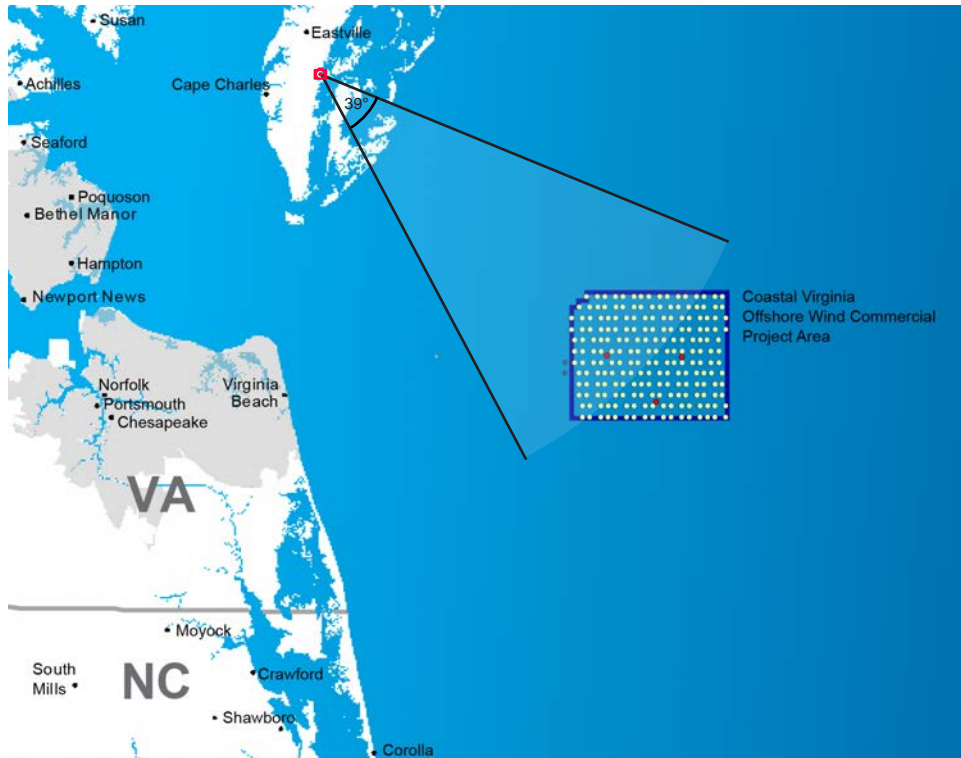 Susan
Eastville
Achilles
Cape Charles
39°
Seaford
Poquoson
Bethel Manor
Hampton
Newport News
Coastal Virginia
Offshore Wind Commercial
Project Area
Norfolk
Virginia
Beach
Portsmouth
Chesapeake
VA
Moyock
South
Mills
NC
Crawford
Shawboro
Corolla